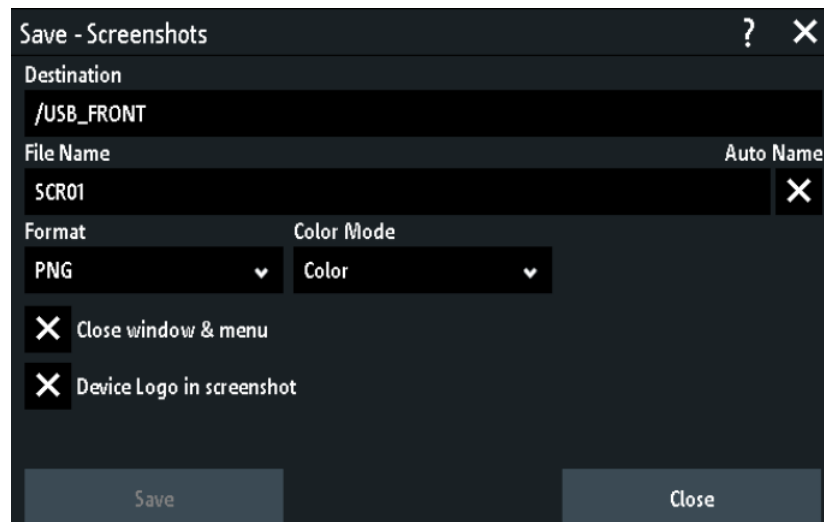 Save - Screenshots ?
Destination
/USB_FRONT
File Name Auto Name
SCR01
Format Color Mode
PNG Color
Close window & menu
Device Logo in screenshot
Save Close